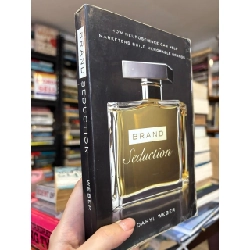 HOW NEUROSCIENCE CAN HELP
MARKETERS BUILD MEMORABLE BRANDS
BRAND
Seduction
DARYL WEBER
BRAND
SEDUCTION
WEBER